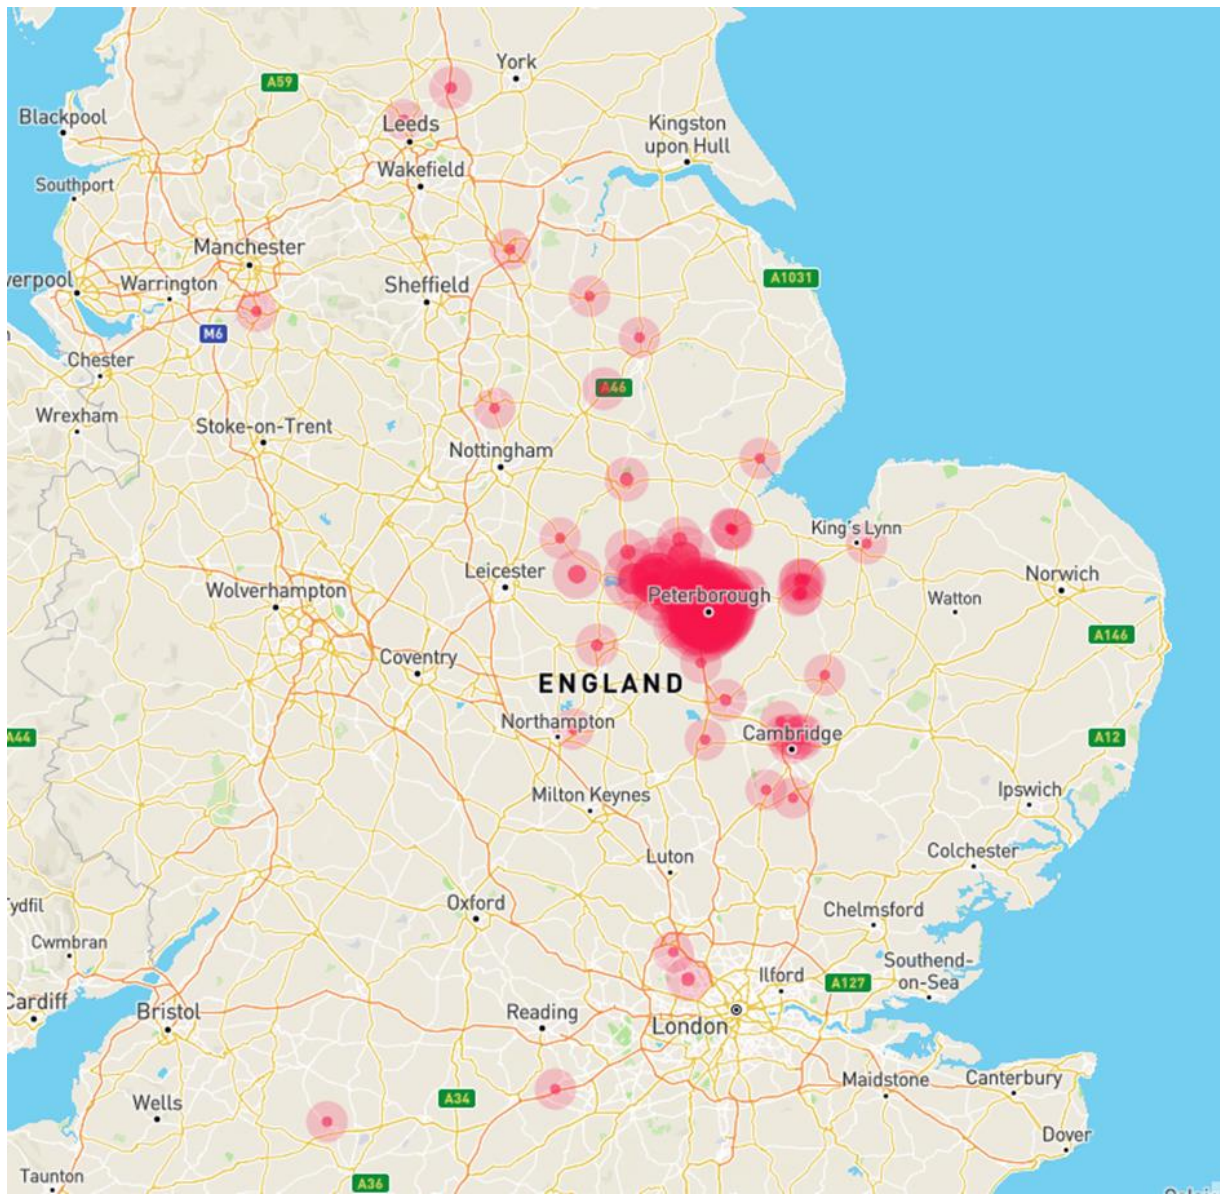 York
A59
Blackpool
Leeds
Kingston
upon Hull
Wakefield
Southport
Manchester
verpool
Warrington
Sheffield
A1031
M6
Chester
A46
Wrexham
Stoke-on-Trent
Nottingham
King's Lynn
Leicester
Norwich
Wolverhampton
Peterborough
Watton
A146
Coventry
ENGLAND
Northampton
Cambridge
A44
A12
Milton Keynes
Ipswich
Luton
Colchester
Oxford
Chelmsford
ydfil
Cwmbran
Southend-
on-Sea
Ilford
A127
Cardiff
Bristol
Reading
London
Maidstone
Canterbury
A34
Wells
Dover
Taunton
A36